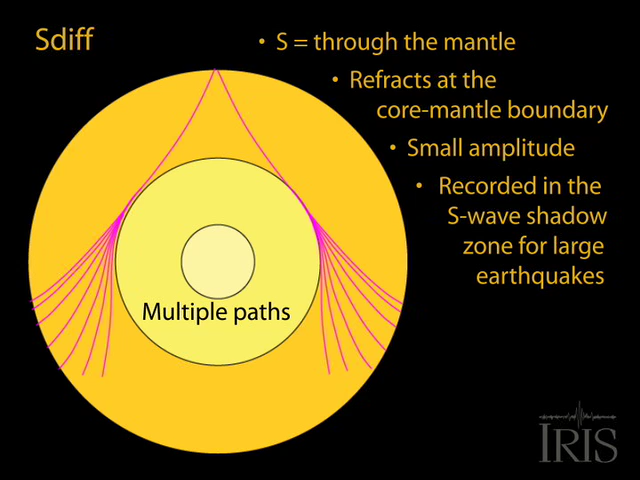 Sdiff
• S = through the mantle
• Refracts at the
core-mantle boundary
• Small amplitude
• Recorded in the
S-wave shadow
zone for large
earthquakes
Multiple paths
IRIS